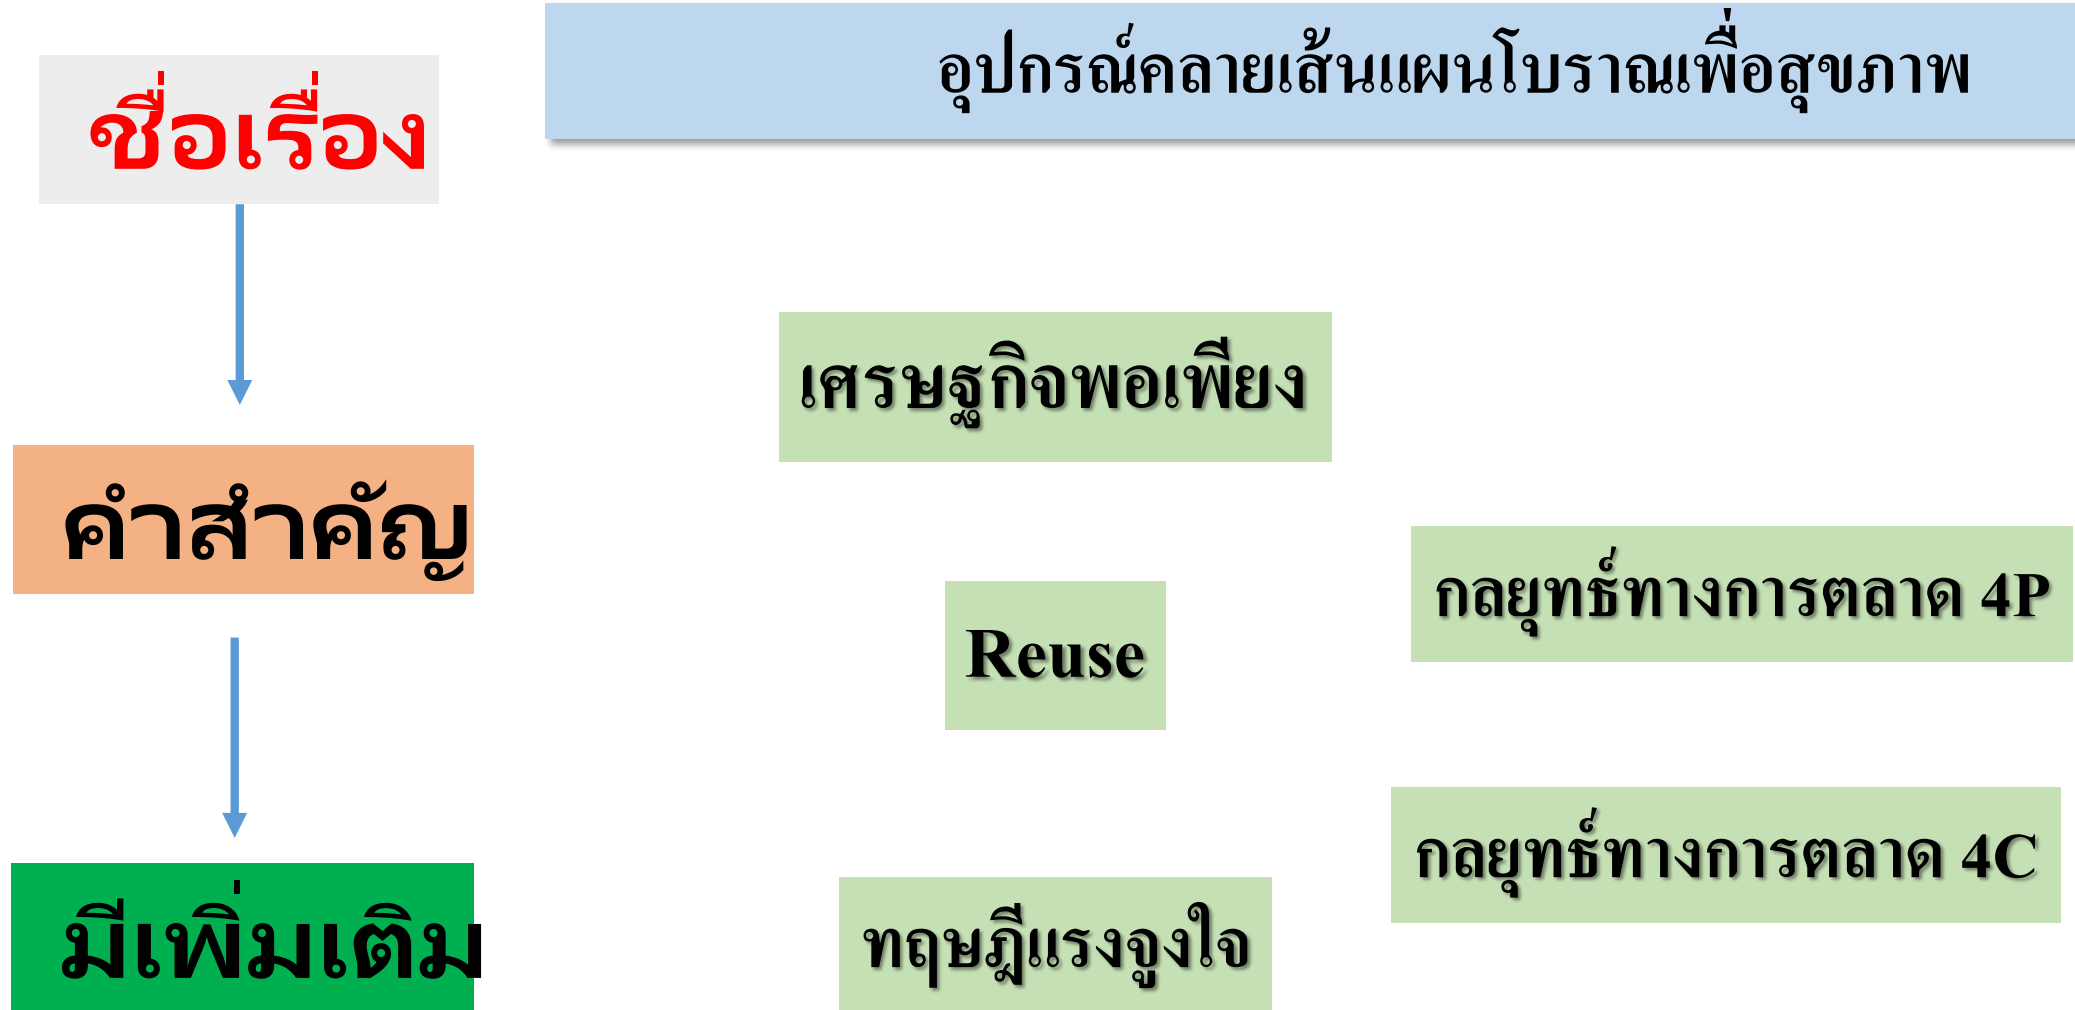 อุปกรณ์คลายเส้นแผนโบราณเพื่อสุขภาพ
ชื่อเรื่อง
เศรษฐกิจพอเพียง
คำสำคัญ
กลยุทธ์ทางการตลาด 4P
Reuse
กลยุทธ์ทางการตลาด 4C
มีเพิ่มเติม
ทฤษฎีแรงจูงใจ